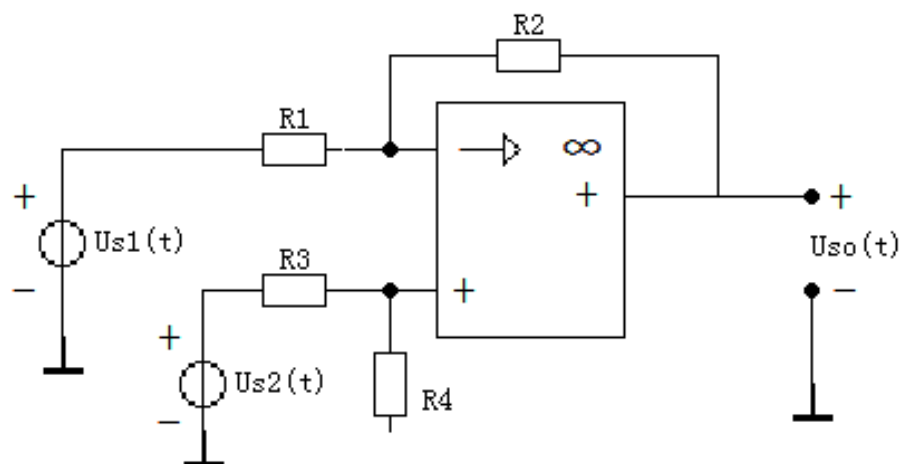 R2
R1
− ∞
+
+
Us1(t)
−
+
Uso(t)
−
R3
+
+
Us2(t)
−
R4